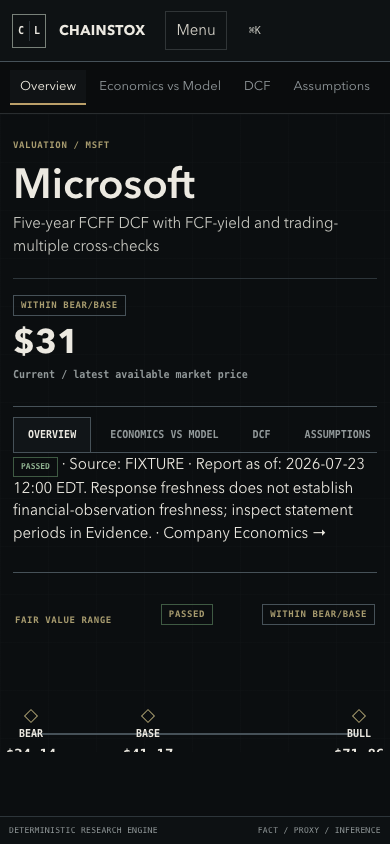 C L CHAINSTOX Menu ⌘K
Overview Economics vs Model DCF Assumptions
VALUATION / MSFT
Microsoft
Five-year FCFF DCF with FCF-yield and trading-
multiple cross-checks
WITHIN BEAR/BASE
$31
Current / latest available market price
OVERVIEW ECONOMICS VS MODEL DCF ASSUMPTIONS
PASSED · Source: FIXTURE · Report as of: 2026-07-23
12:00 EDT. Response freshness does not establish
financial-observation freshness; inspect statement
periods in Evidence. · Company Economics →
FAIR VALUE RANGE PASSED WITHIN BEAR/BASE
BEAR BASE BULL
DETERMINISTIC RESEARCH ENGINE FACT / PROXY / INFERENCE